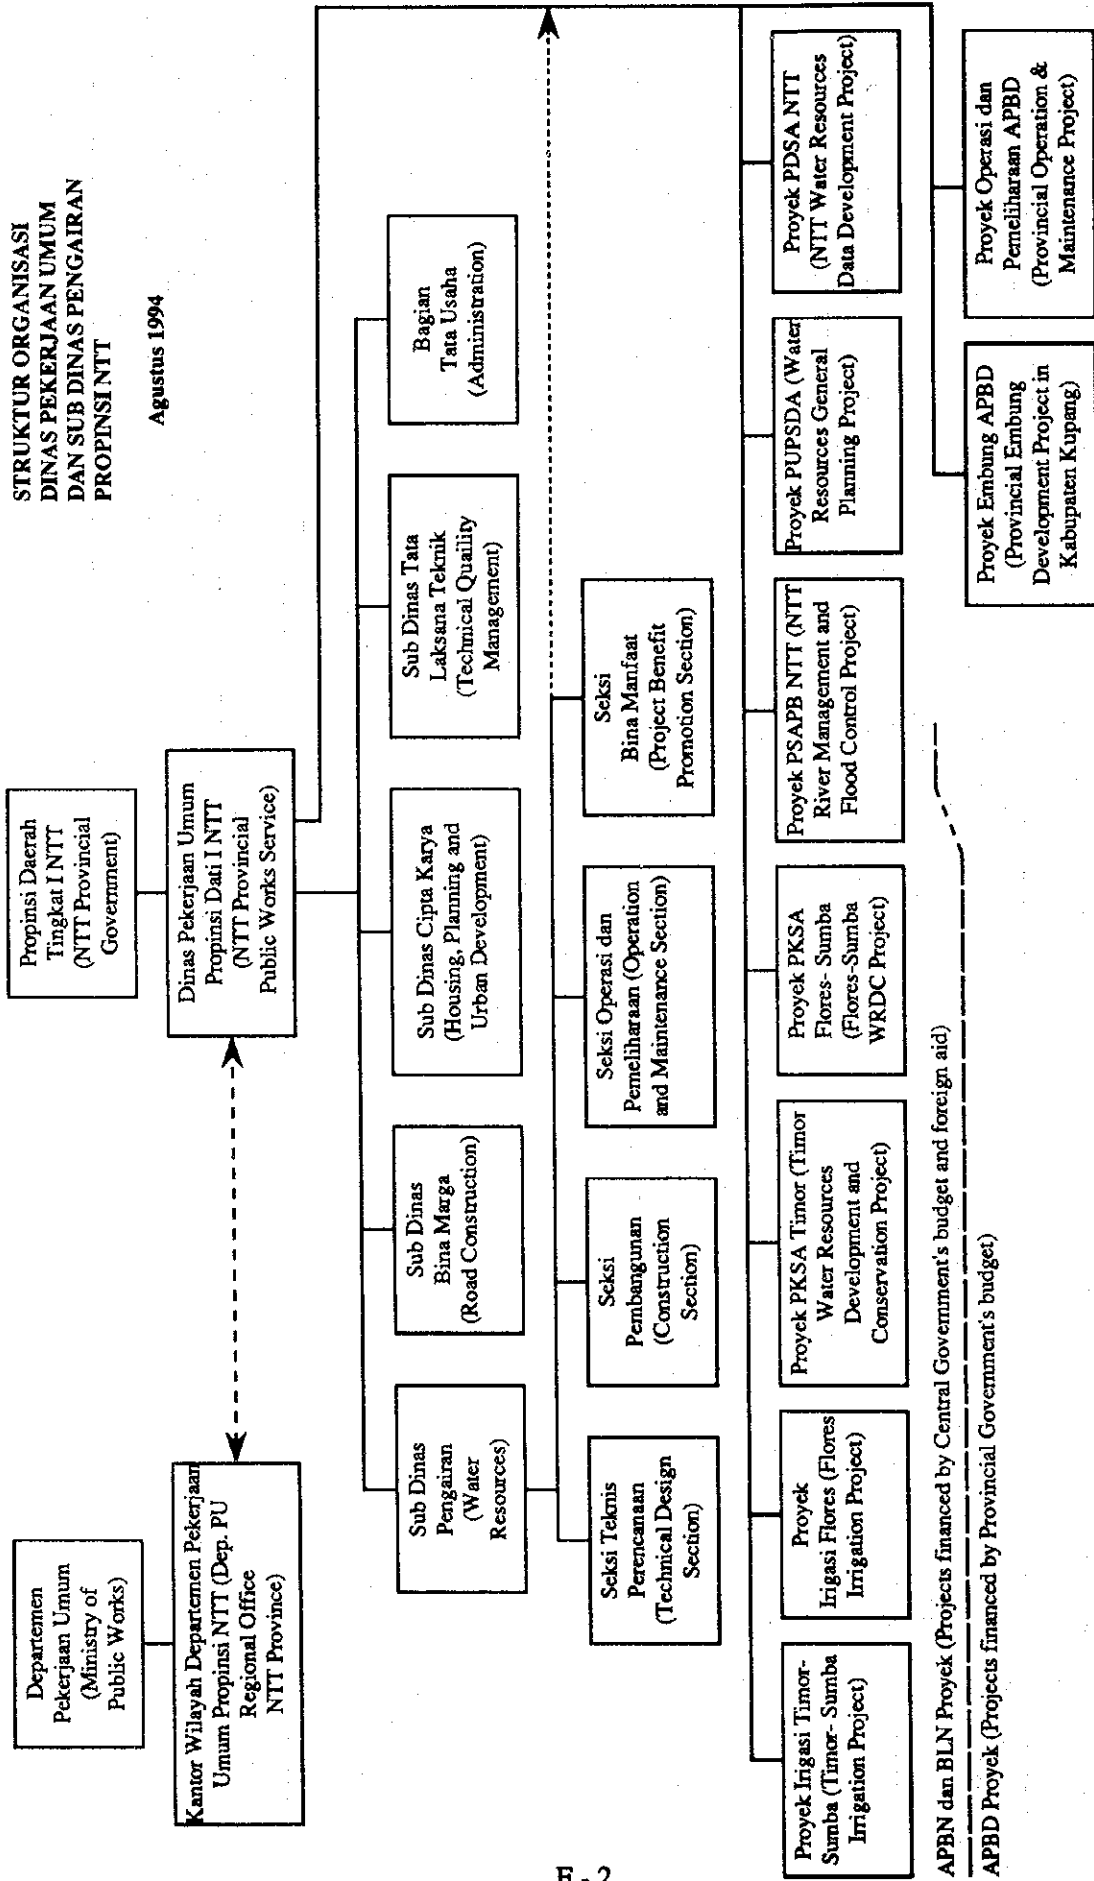 STRUKTUR ORGANISASI
DINAS PEKERJAAN UMUM
DAN SUB DINAS PENGAIRAN
PROPINSI NTT
Agustus 1994
Departemen
Pekerjaan Umum
(Ministry of
Public Works)
Propinsi Daerah
Tingkat I NTT
(NTT Provincial
Government)
Kantor Wilayah Departemen Pekerjaan
Umum Propinsi NTT (Dep. PU
Regional Office
NTT Province)
Dinas Pekerjaan Umum
Propinsi Dati I NTT
(NTT Provincial
Public Works Service)
Sub Dinas
Pengairan
(Water
Resources)
Sub Dinas
Bina Marga
(Road Construction)
Sub Dinas Cipta Karya
(Housing, Planning and
Urban Development)
Sub Dinas Tata
Laksana Teknik
(Technical Quaility
Management)
Bagian
Tata Usaha
(Administration)
Seksi Teknis
Perencanaan
(Technical Design
Section)
Seksi
Pembangunan
(Construction
Section)
Seksi Operasi dan
Pemeliharaan (Operation
and Maintenance Section)
Seksi
Bina Manfaat
(Project Benefit
Promotion Section)
Proyek Irigasi Timor-
Sumba (Timor- Sumba
Irrigation Project)
Proyek
Irigasi Flores (Flores
Irrigation Project)
Proyek PKSA Timor (Timor
Water Resources
Development and
Conservation Project)
Proyek PKSA
Flores- Sumba
(Flores-Sumba
WRDC Project)
Proyek PSAPB NTT (NTT
River Management and
Flood Control Project)
Proyek PUPSDA (Water
Resources General
Planning Project)
Proyek PDSA NTT
(NTT Water Resources
Data Development Project)
APBN dan BLN Proyek (Projects financed by Central Government's budget and foreign aid)
APBD Proyek (Projects financed by Provincial Government's budget)
Proyek Embung APBD
(Provincial Embung
Development Project in
Kabupaten Kupang)
Proyek Operasi dan
Pemeliharaan APBD
(Provincial Operation &
Maintenance Project)
E - 2